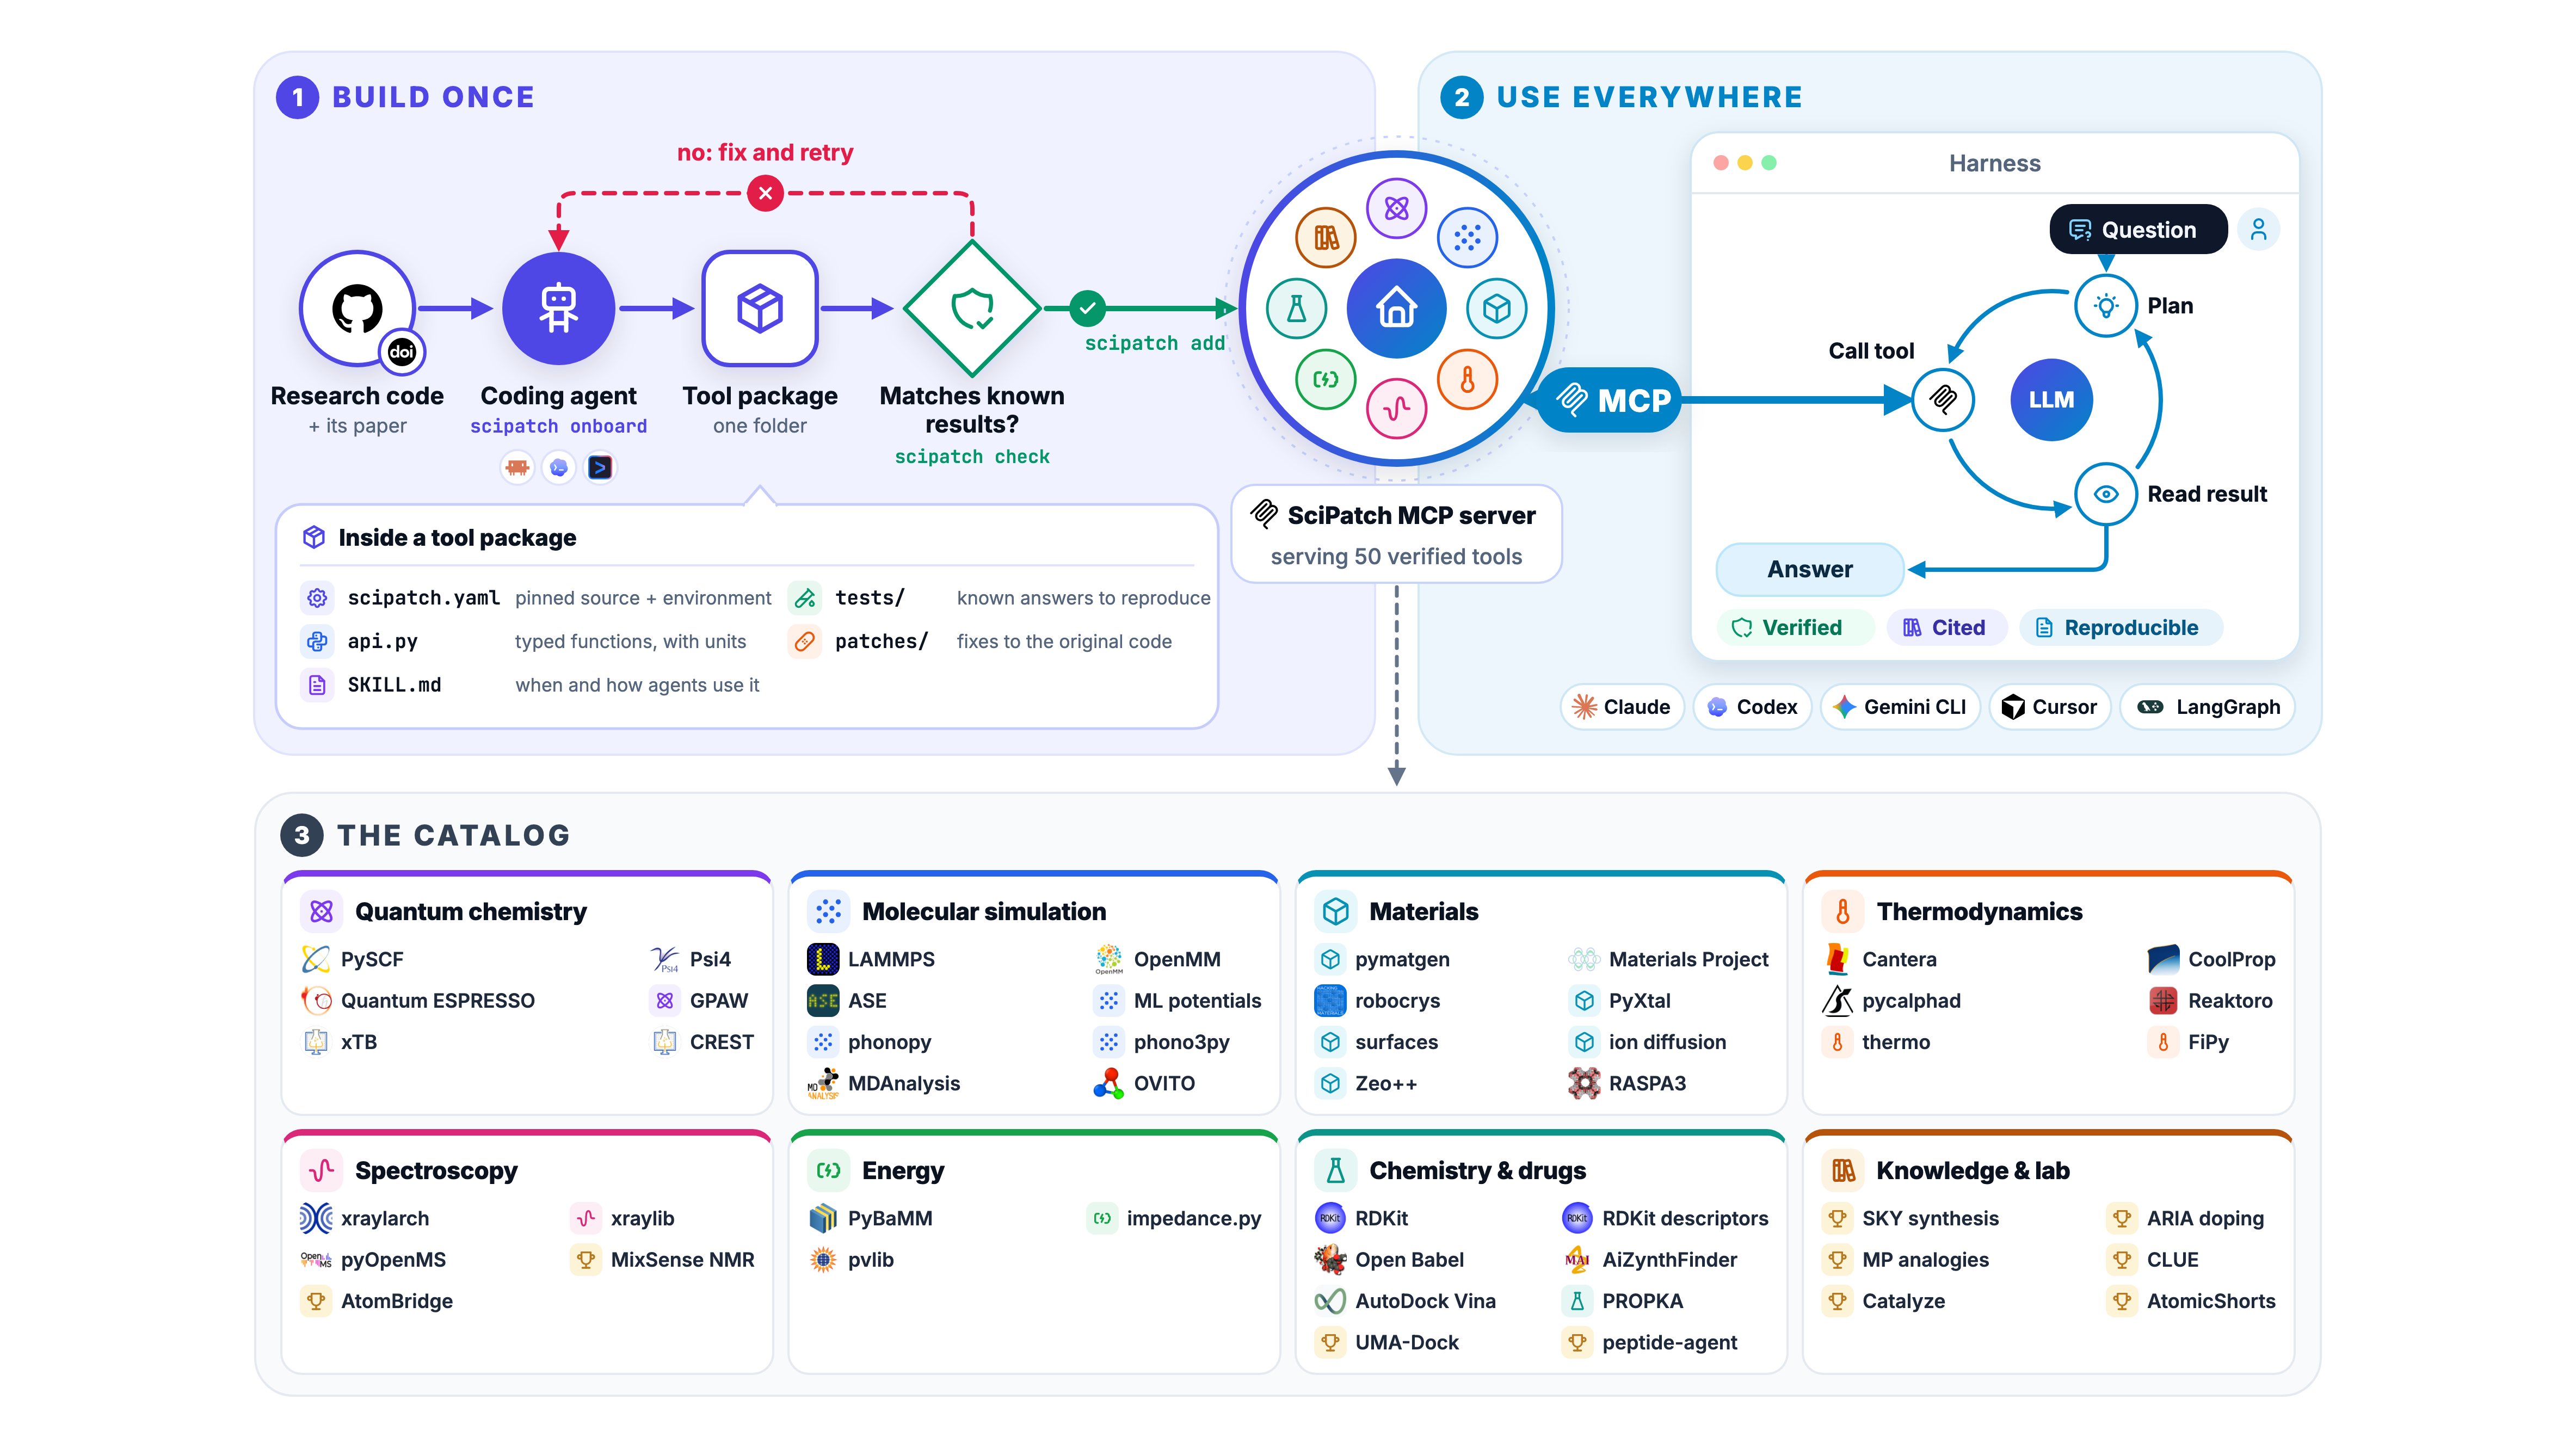 1 BUILD ONCE
no: fix and retry
doi
Research code
+ its paper
Coding agent
scipatch onboard
Tool package
one folder
Matches known
results?
scipatch check
scipatch add
Inside a tool package
scipatch.yaml pinned source + environment
api.py typed functions, with units
SKILL.md when and how agents use it
tests/ known answers to reproduce
patches/ fixes to the original code
SciPatch MCP server
serving 50 verified tools
MCP
2 USE EVERYWHERE
Harness
Question
Plan
Call tool
LLM
Read result
Answer
Verified
Cited
Reproducible
Claude
Codex
Gemini CLI
Cursor
LangGraph
3 THE CATALOG
Quantum chemistry
PySCF
Psi4
Quantum ESPRESSO
GPAW
xTB
CREST
Molecular simulation
LAMMPS
OpenMM
ASE
ML potentials
phonopy
phono3py
MDAnalysis
OVITO
Materials
pymatgen
Materials Project
robocrys
PyXtal
surfaces
ion diffusion
Zeo++
RASPA3
Thermodynamics
Cantera
CoolProp
pycalphad
Reaktoro
thermo
FiPy
Spectroscopy
xraylarch
xraylib
pyOpenMS
MixSense NMR
AtomBridge
Energy
PyBaMM
impedance.py
pvlib
Chemistry & drugs
RDKit
RDKit descriptors
Open Babel
AiZynthFinder
AutoDock Vina
PROPKA
UMA-Dock
peptide-agent
Knowledge & lab
SKY synthesis
ARIA doping
MP analogies
CLUE
Catalyze
AtomicShorts